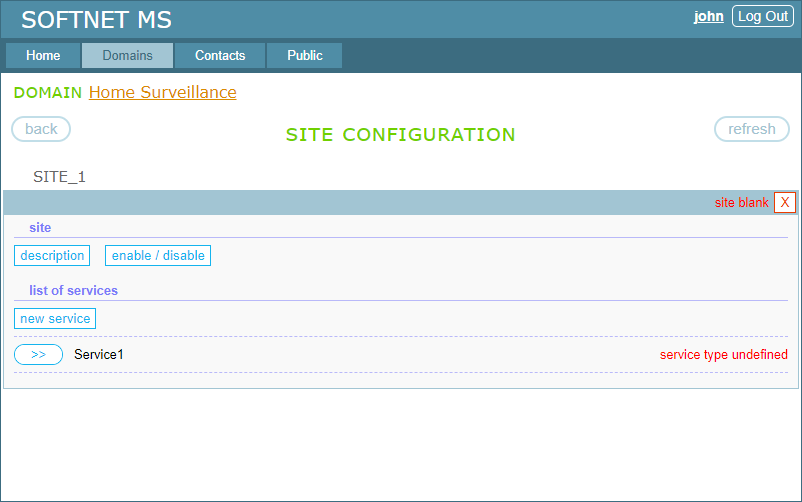 SOFTNET MS
john Log Out
Home Domains Contacts Public
DOMAIN Home Surveillance
back
SITE CONFIGURATION
refresh
SITE_1
site blank X
site
description enable / disable
list of services
new service
>> Service1 service type undefined